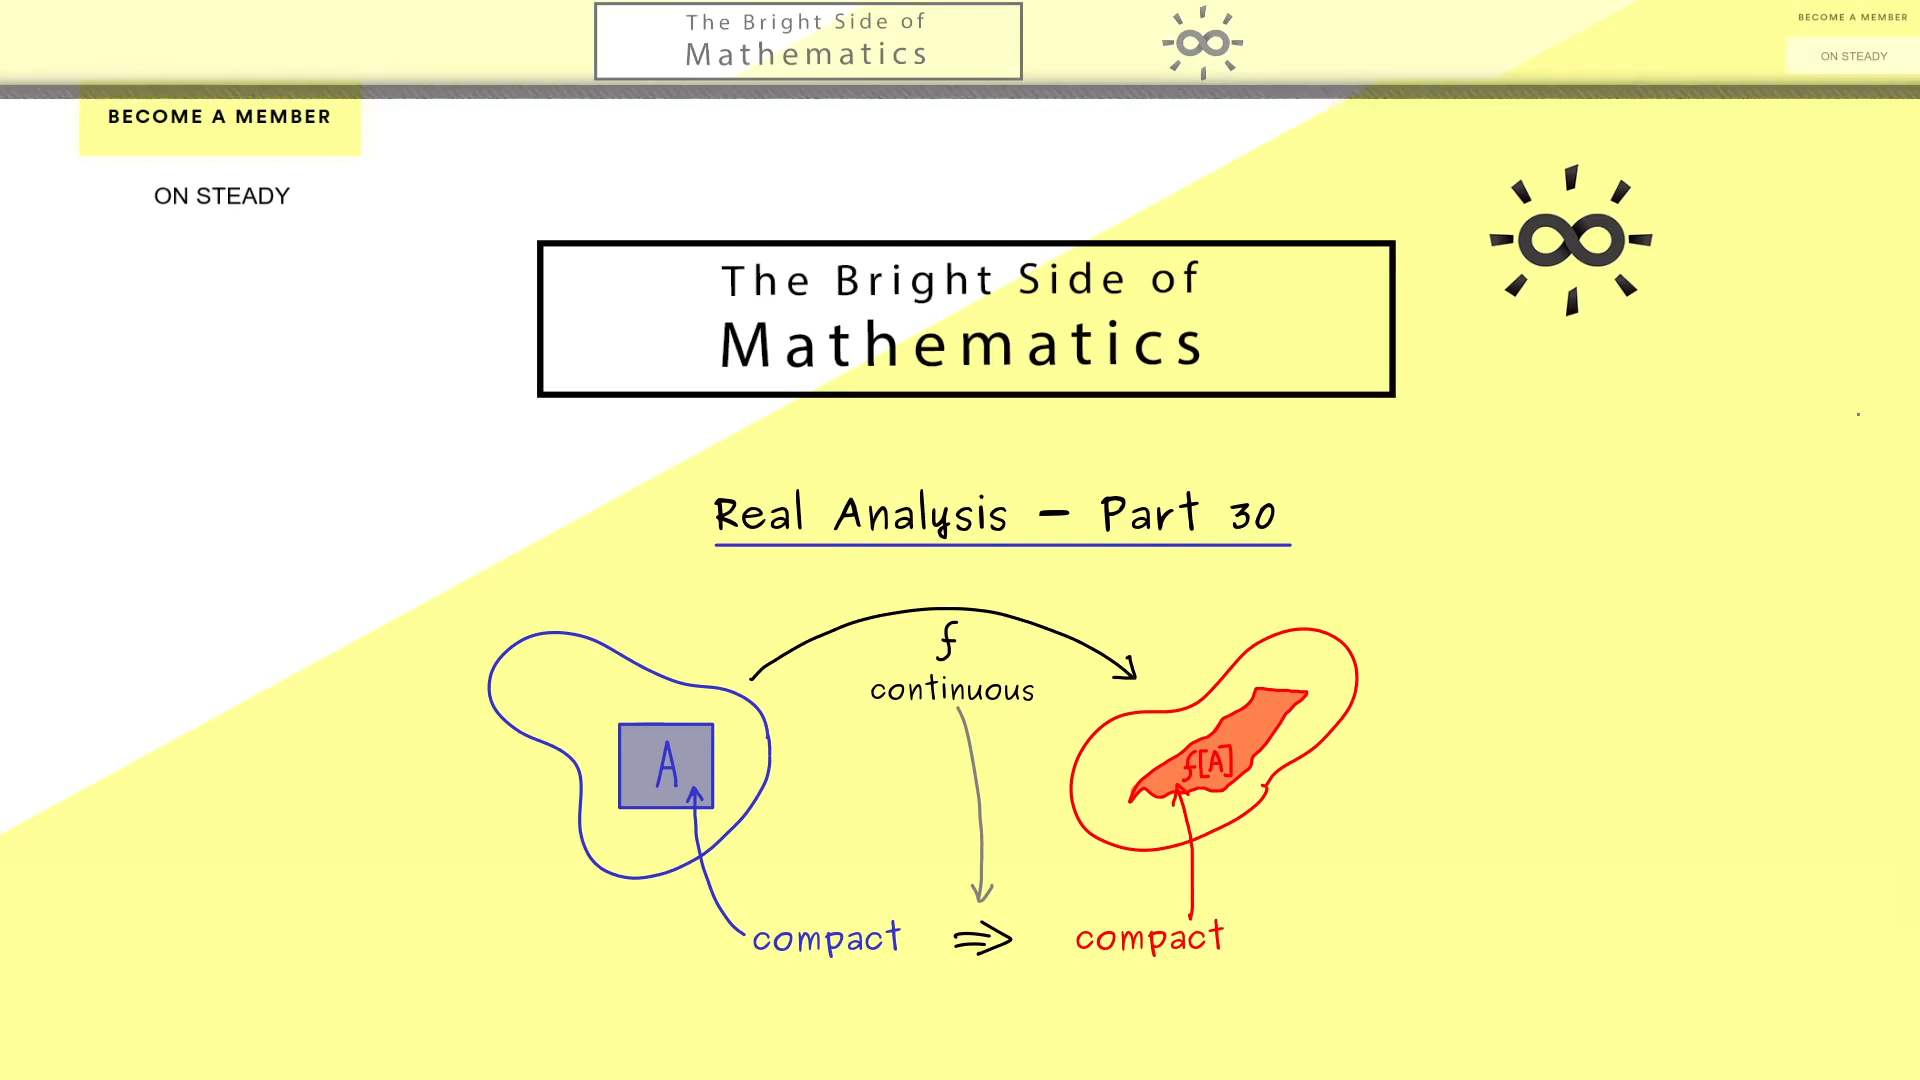 The Bright Side of
Mathematics
BECOME A MEMBER
ON STEADY
BECOME A MEMBER
ON STEADY
The Bright Side of
Mathematics
Real Analysis – Part 30
f
continuous
A
f[A]
compact ⇒ compact